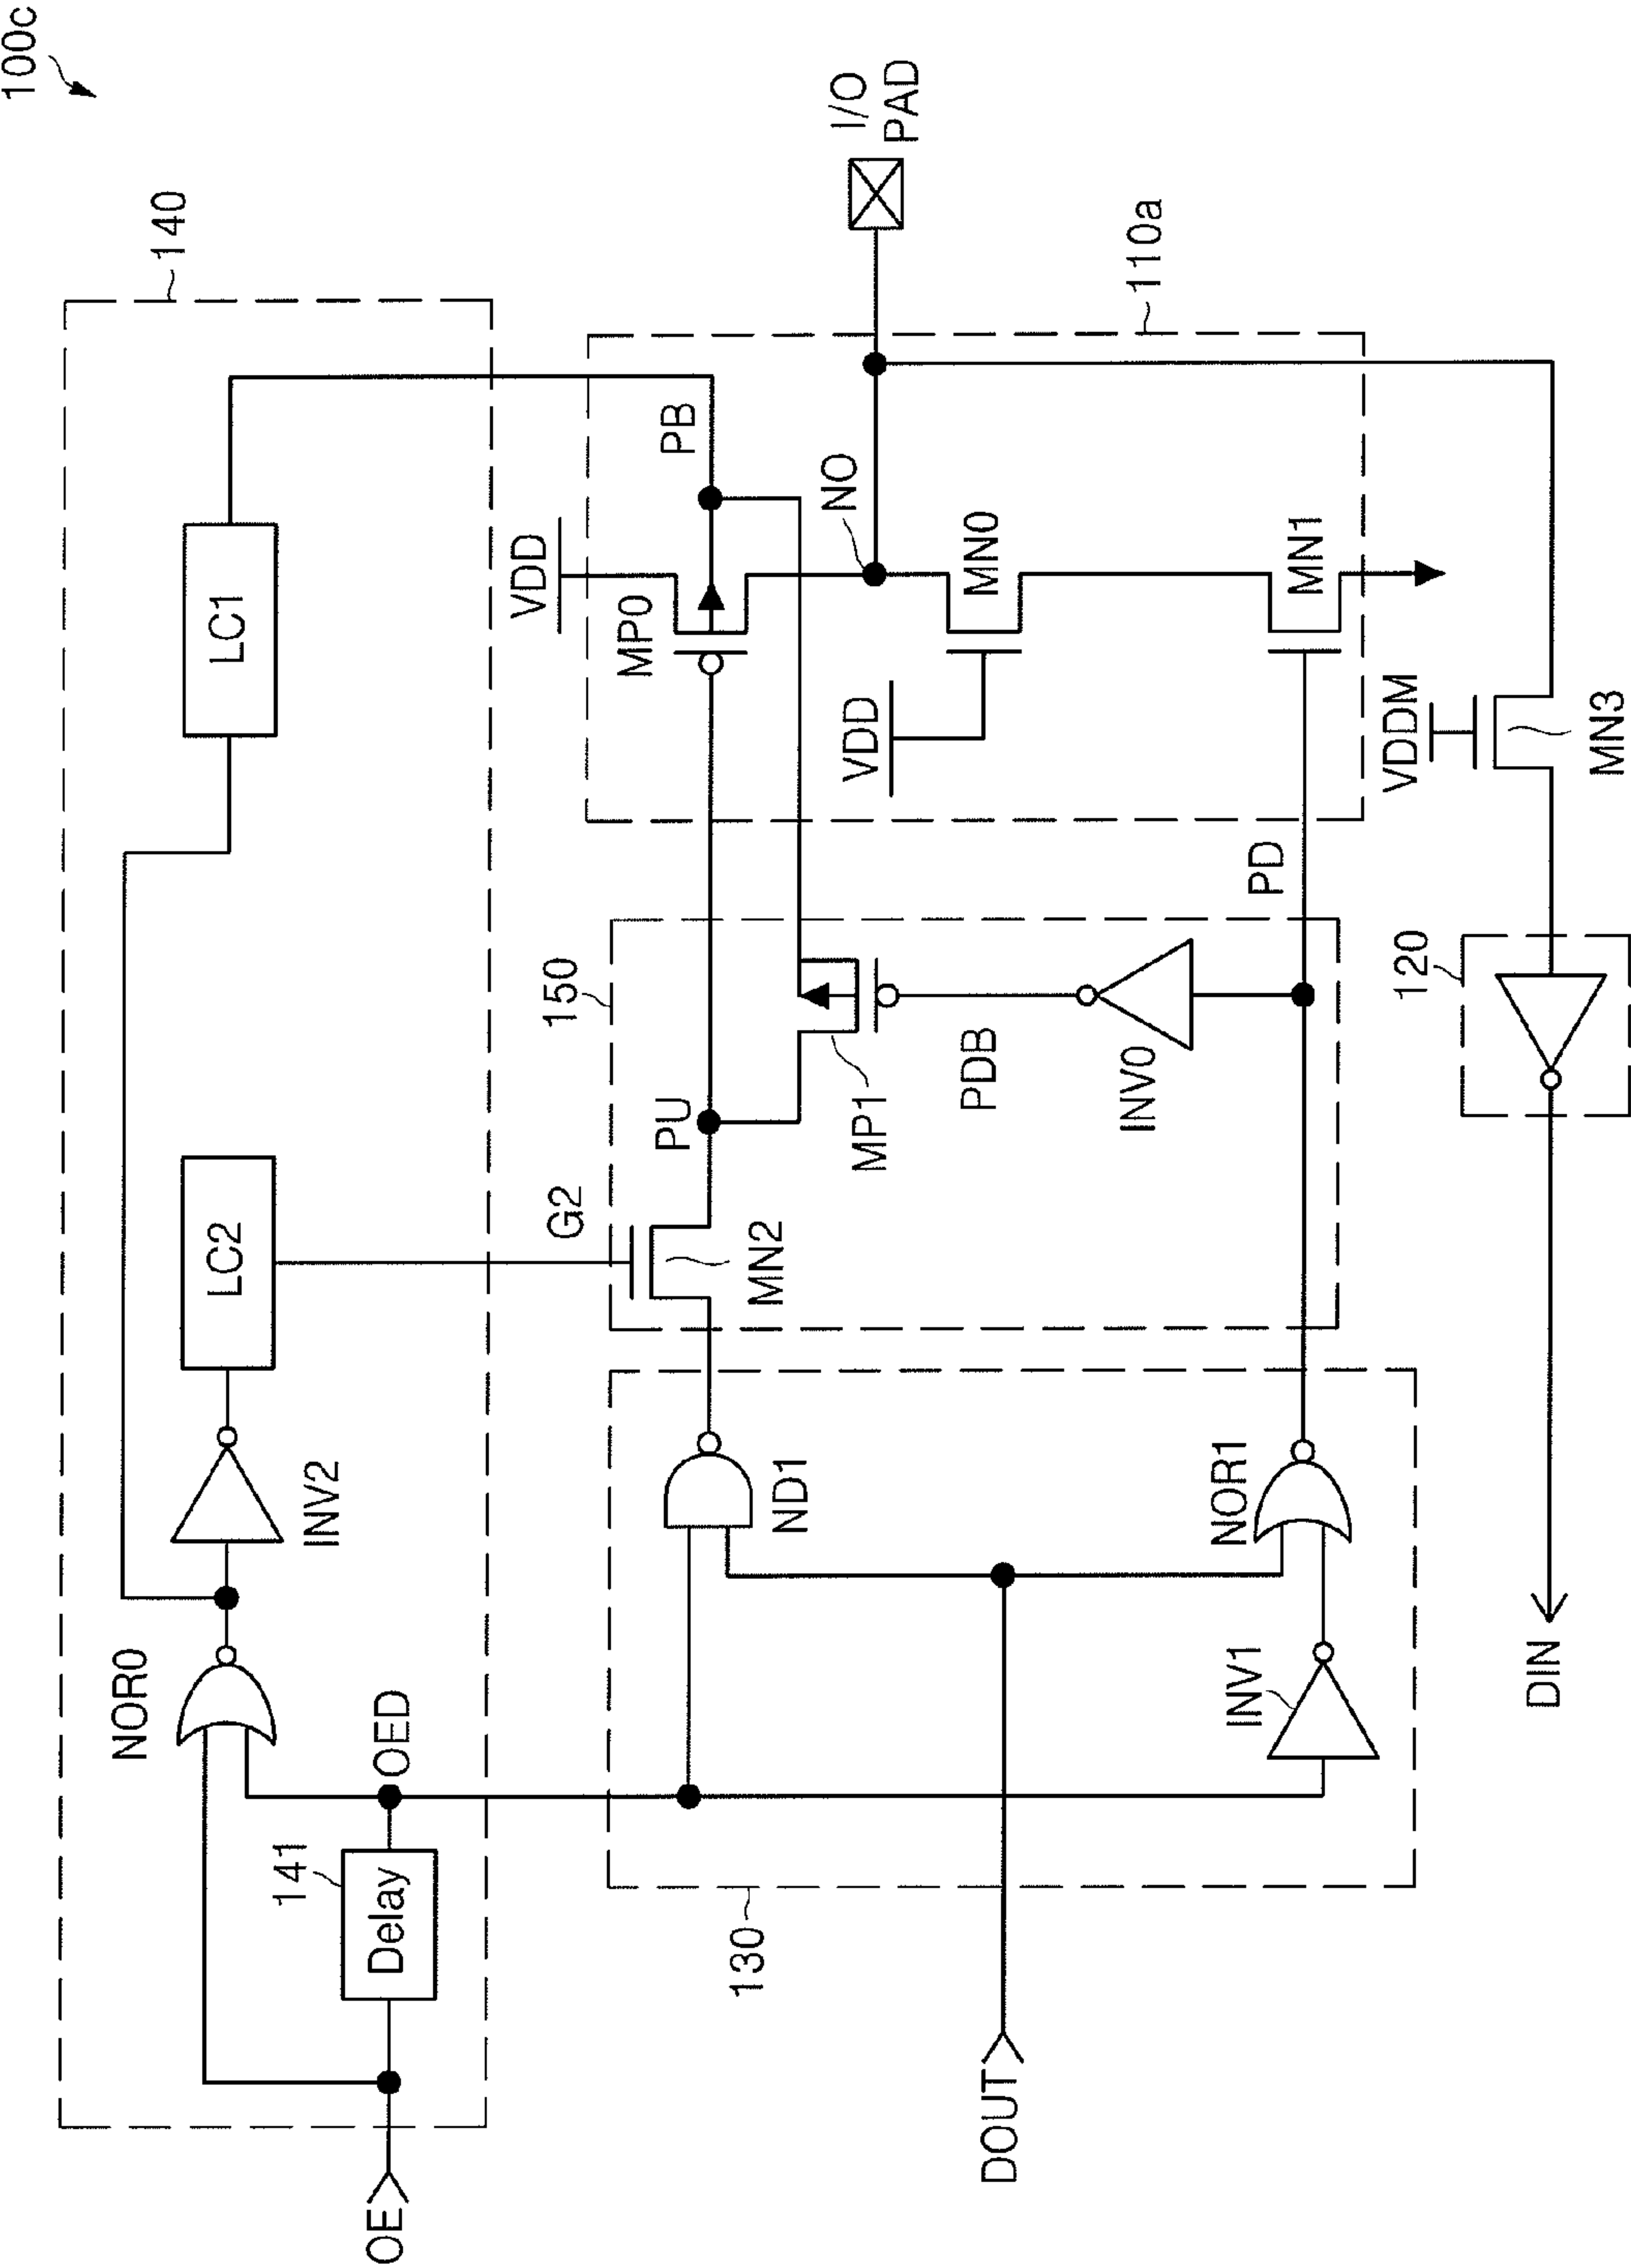 100c
140
LC1
LC2
INV2
NOR0
OED
141
Delay
OE
VDD
PB
MP0
I/O
PAD
110a
NO
MN0
VDD
MN1
VDDM
MN3
PD
150
PU
G2
MN2
MP1
PDB
INV0
120
ND1
NOR1
INV1
130
DOUT
DIN